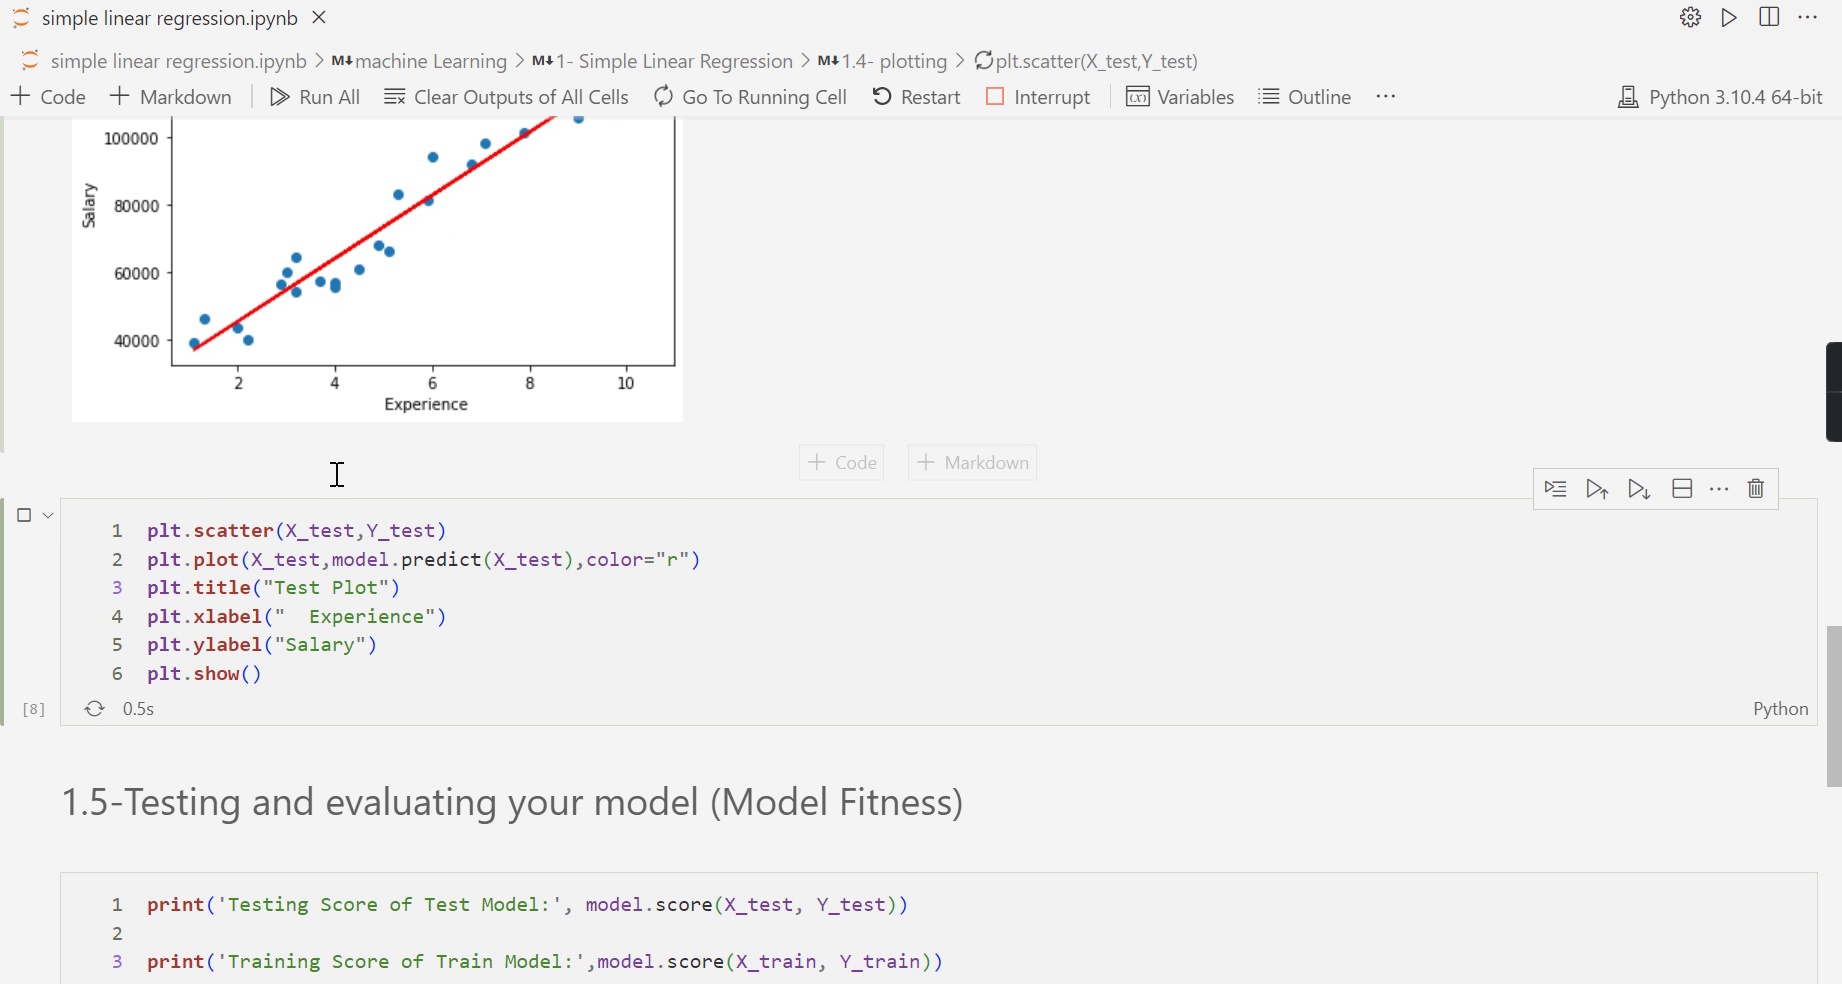 simple linear regression.ipynb
simple linear regression.ipynb > M↓ machine Learning > M↓ 1- Simple Linear Regression > M↓ 1.4- plotting > plt.scatter(X_test,Y_test)
+ Code + Markdown Run All Clear Outputs of All Cells Go To Running Cell Restart Interrupt (x) Variables Outline ... Python 3.10.4 64-bit
100000
80000
60000
40000
Salary
2 4 6 8 10
Experience
+ Code + Markdown
1 plt.scatter(X_test,Y_test)
2 plt.plot(X_test,model.predict(X_test),color="r")
3 plt.title("Test Plot")
4 plt.xlabel("  Experience")
5 plt.ylabel("Salary")
6 plt.show()
[8] 0.5s Python
1.5-Testing and evaluating your model (Model Fitness)
1 print('Testing Score of Test Model:', model.score(X_test, Y_test))
2
3 print('Training Score of Train Model:',model.score(X_train, Y_train))